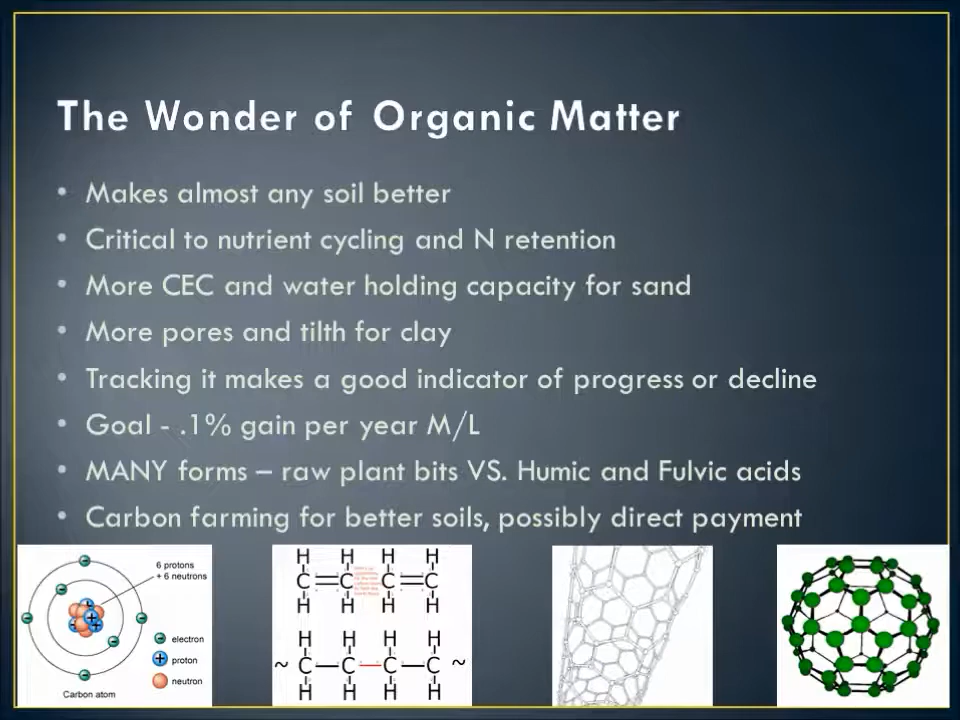 The Wonder of Organic Matter
• Makes almost any soil better
• Critical to nutrient cycling and N retention
• More CEC and water holding capacity for sand
• More pores and tilth for clay
• Tracking it makes a good indicator of progress or decline
• Goal - .1% gain per year M/L
• MANY forms – raw plant bits VS. Humic and Fulvic acids
• Carbon farming for better soils, possibly direct payment
6 protons
+ 6 neutrons
electron
proton
neutron
Carbon atom
H H H H
C=C C=C
H H H H
H H H H
~ C—C—C—C ~
H H H H